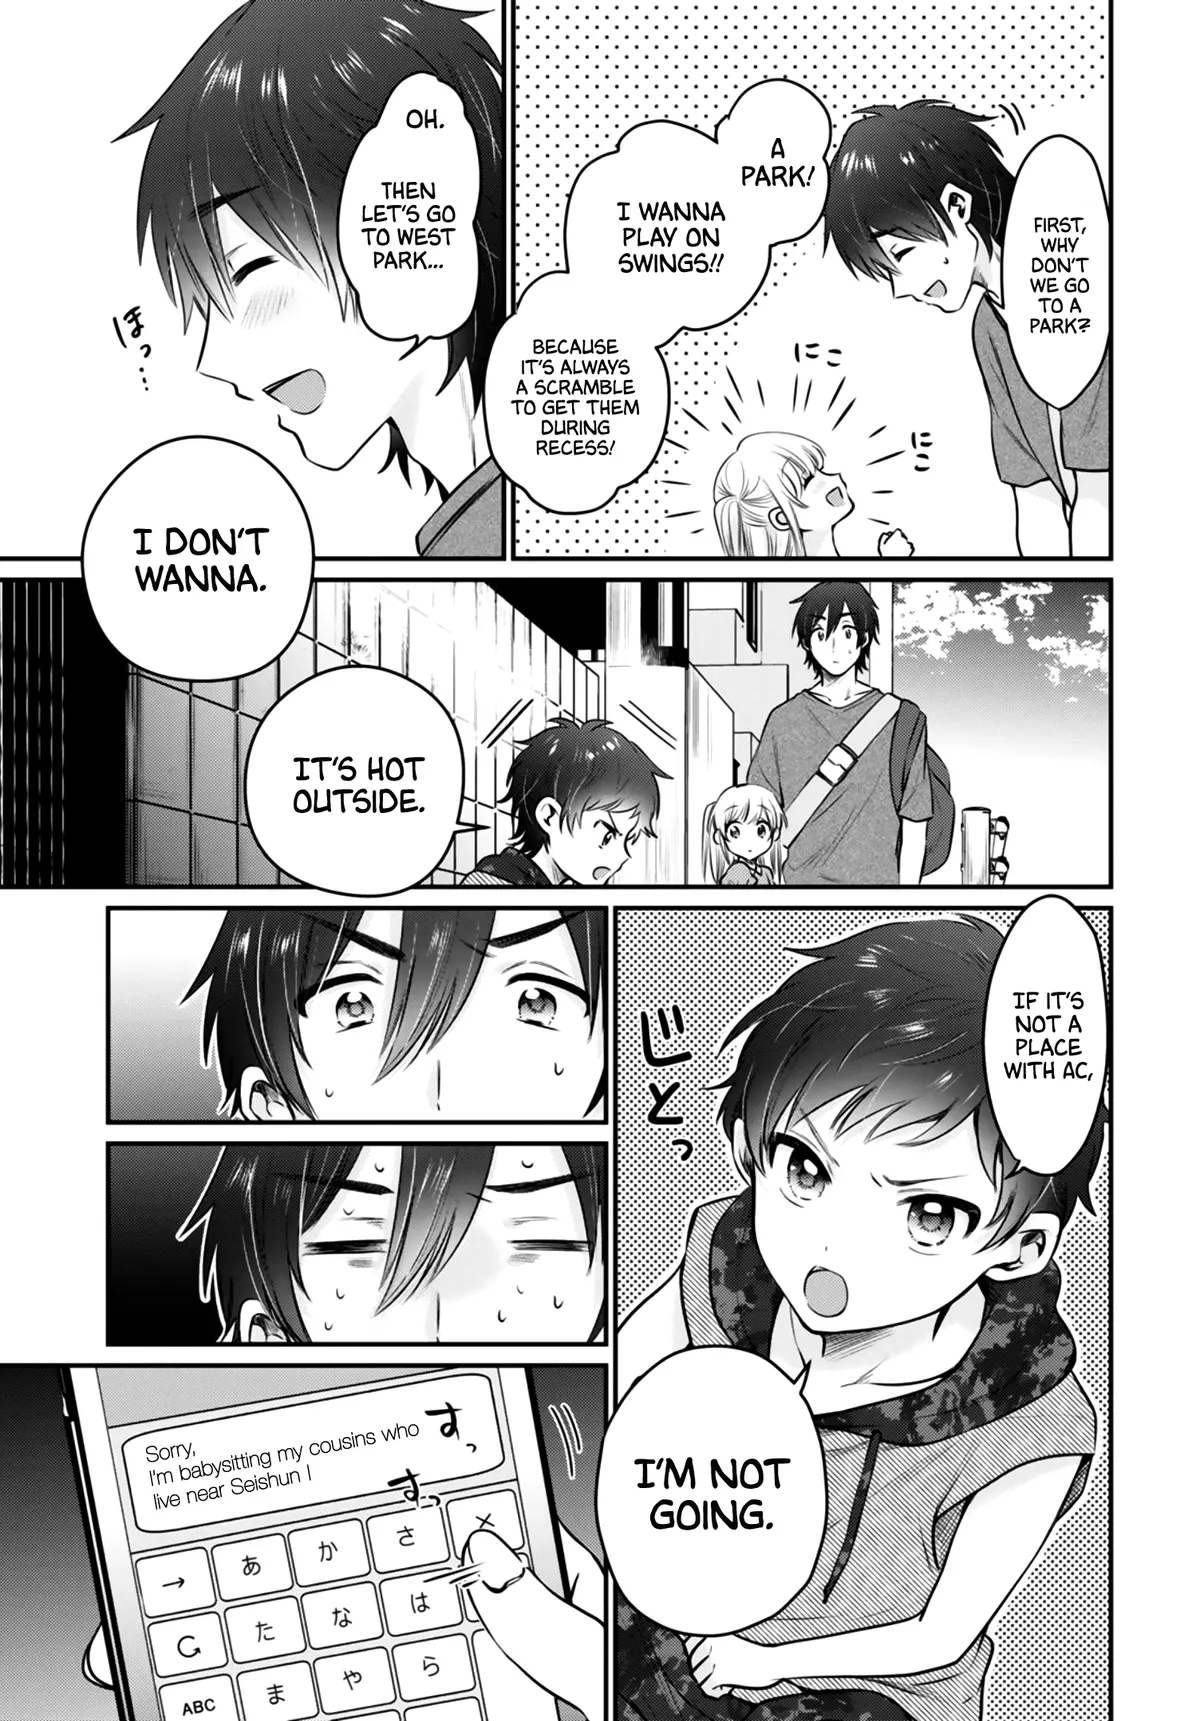 FIRST,
WHY
DON'T
WE GO
TO A
PARK?
A
PARK!
I WANNA
PLAY ON
SWINGS!!
BECAUSE
IT'S ALWAYS
A SCRAMBLE
TO GET THEM
DURING
RECESS!
にこ
にこ
OH.
THEN
LET'S GO
TO WEST
PARK...
ほっ…
I DON'T
WANNA.
IT'S HOT
OUTSIDE.
IF IT'S
NOT A
PLACE
WITH AC,
じとっ
I'M NOT
GOING.
Sorry,
I'm babysitting my cousins who
live near Seishun |
すっ
すっ
→ あ か さ ×
た な は
ABC ま や ら